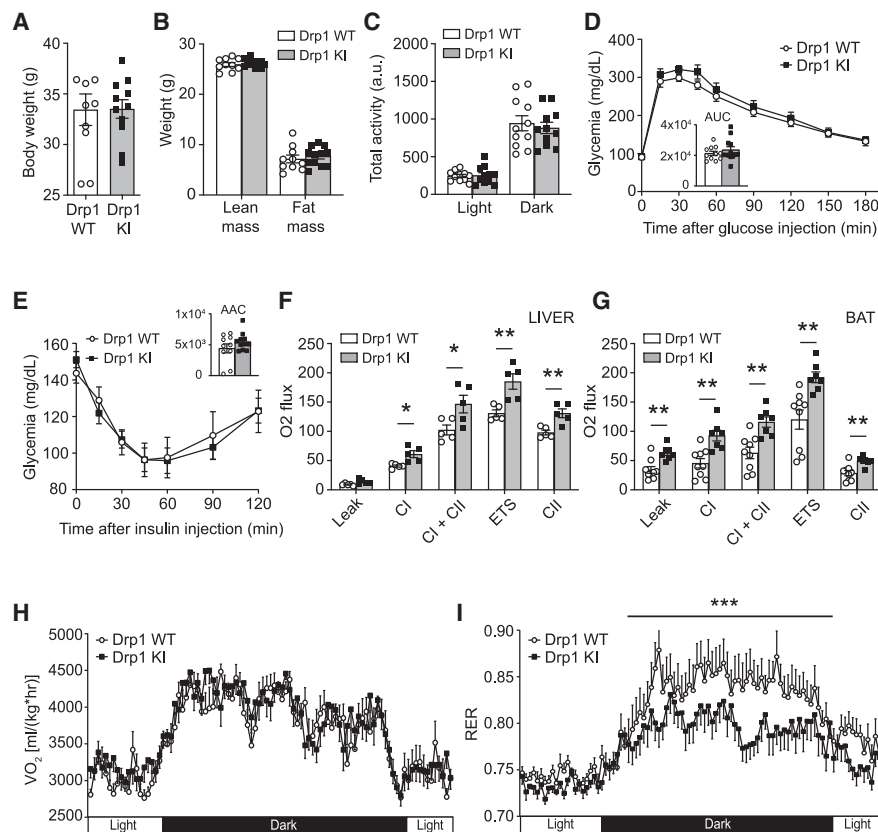 A
Body weight (g)
40
35
30
25
Drp1
WT
Drp1
KI
B
Drp1 WT
Drp1 KI
Weight (g)
30
20
10
0
Lean
mass
Fat
mass
C
Drp1 WT
Drp1 KI
Total activity (a.u.)
2000
1500
1000
500
0
Light
Dark
D
Drp1 WT
Drp1 KI
Glycemia (mg/dL)
400
300
200
100
0
AUC
4×10⁴
2×10⁴
0
0 30 60 90 120 150 180
Time after glucose injection (min)
E
Drp1 WT
Drp1 KI
Glycemia (mg/dL)
160
140
120
100
80
AAC
1×10⁴
5×10³
0
0 30 60 90 120
Time after insulin injection (min)
F
LIVER
Drp1 WT
Drp1 KI
O2 flux
250
200
150
100
50
0
*
*
**
**
Leak
CI
CI + CII
ETS
CII
G
BAT
Drp1 WT
Drp1 KI
O2 flux
250
200
150
100
50
0
**
**
**
**
**
Leak
CI
CI + CII
ETS
CII
H
Drp1 WT
Drp1 KI
VO₂ [ml/(kg*hr)]
5000
4500
4000
3500
3000
2500
Light
Dark
Light
I
***
Drp1 WT
Drp1 KI
RER
0.90
0.85
0.80
0.75
0.70
Light
Dark
Light